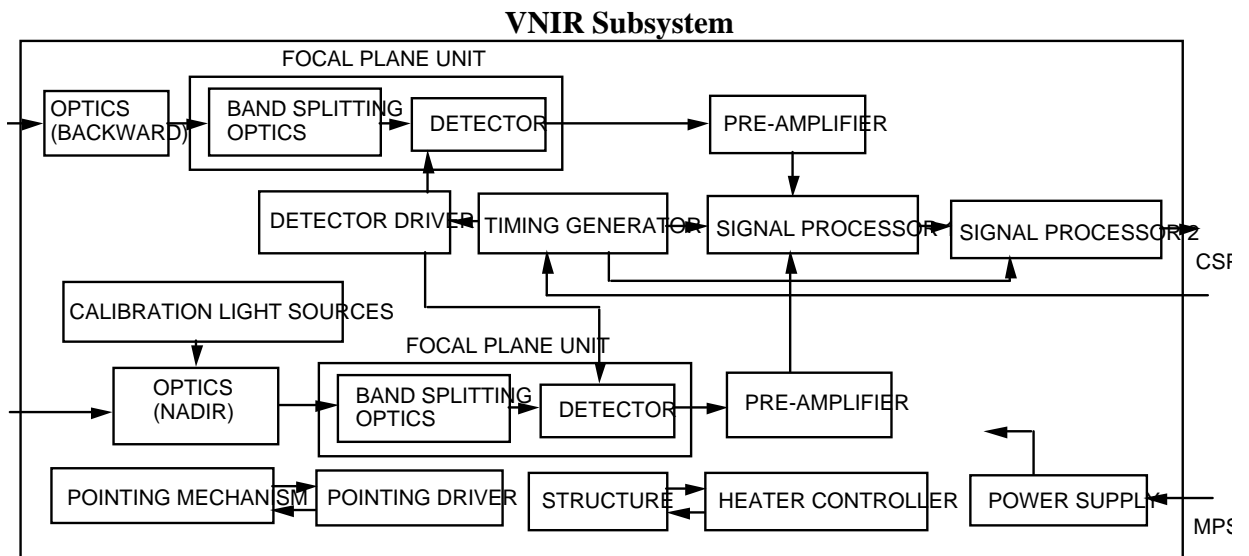 VNIR Subsystem
FOCAL PLANE UNIT
OPTICS
(BACKWARD)
BAND SPLITTING
OPTICS
DETECTOR
PRE-AMPLIFIER
DETECTOR DRIVER
TIMING GENERATOR
SIGNAL PROCESSOR
SIGNAL PROCESSOR 2
CSP
CALIBRATION LIGHT SOURCES
FOCAL PLANE UNIT
OPTICS
(NADIR)
BAND SPLITTING
OPTICS
DETECTOR
PRE-AMPLIFIER
POINTING MECHANISM
POINTING DRIVER
STRUCTURE
HEATER CONTROLLER
POWER SUPPLY
MPS